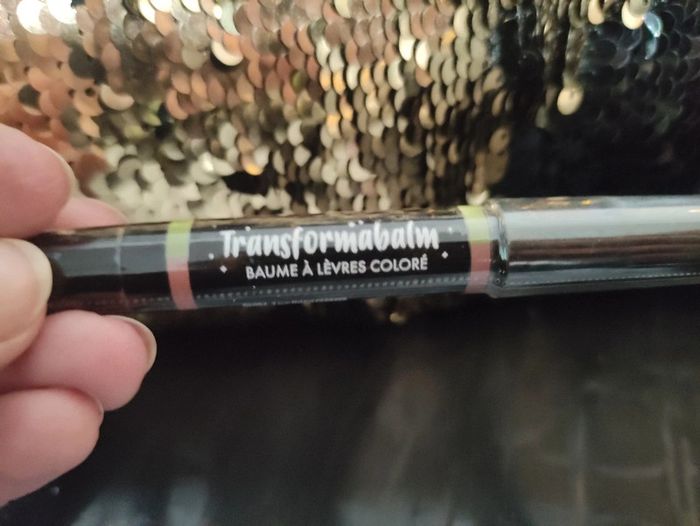 Transformabalm
BAUME À LÈVRES COLORÉ